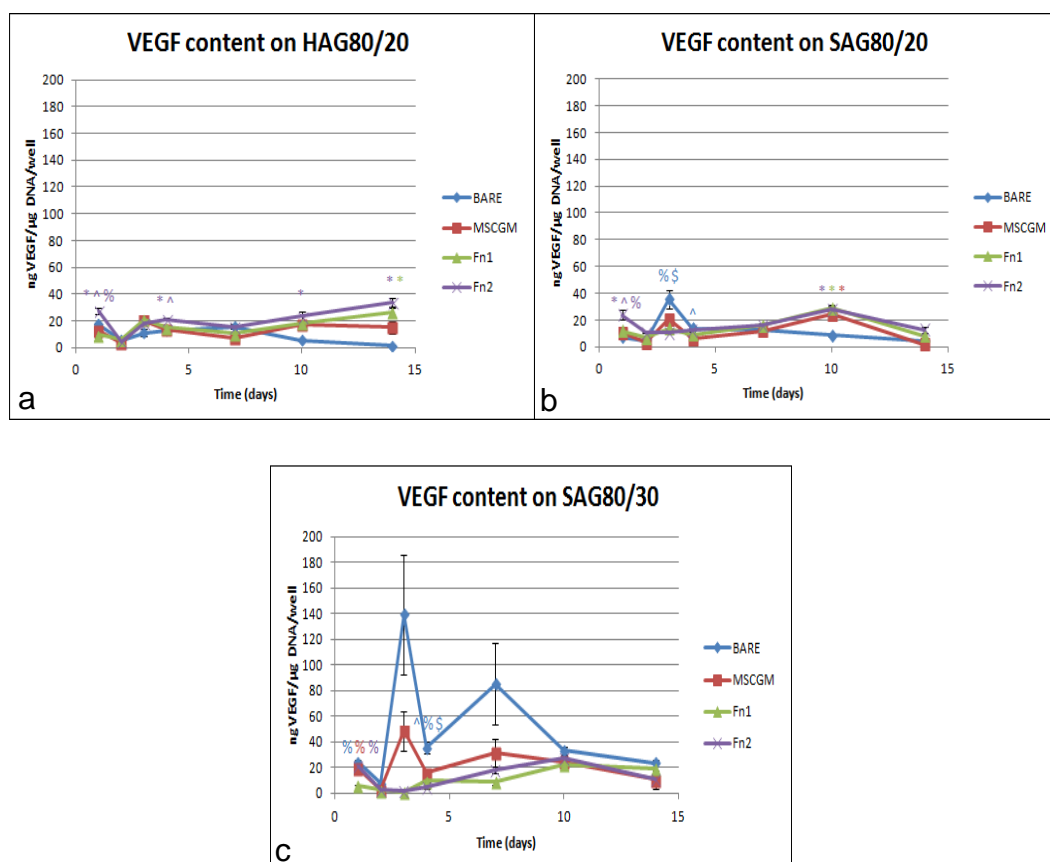 VEGF content on HAG80/20
ng VEGF/µg DNA/well
200
180
160
140
120
100
80
60
40
20
0
* ^ %
* ^
*
* *
0 5 10 15
Time (days)
BARE
MSCGM
Fn1
Fn2
a
VEGF content on SAG80/20
ng VEGF/µg DNA/well
200
180
160
140
120
100
80
60
40
20
0
* ^ %
% $
^
* * *
0 5 10 15
Time (days)
BARE
MSCGM
Fn1
Fn2
b
VEGF content on SAG80/30
ng VEGF/µg DNA/well
200
180
160
140
120
100
80
60
40
20
0
% % %
^ % $
0 5 10 15
Time (days)
BARE
MSCGM
Fn1
Fn2
c